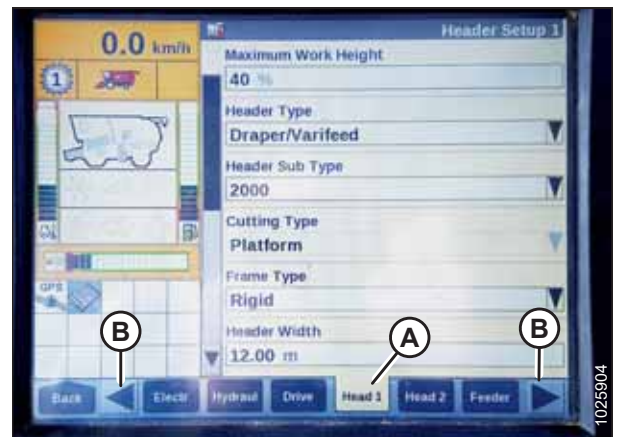 0.0 km/h
Header Setup 1
1
Maximum Work Height
40 %
Header Type
Draper/Varifeed
Header Sub Type
2000
Cutting Type
Platform
Frame Type
Rigid
GPS
Header Width
12.00 m
B
A
B
Back
Electr
Hydraul
Drive
Head 1
Head 2
Feeder
1025904